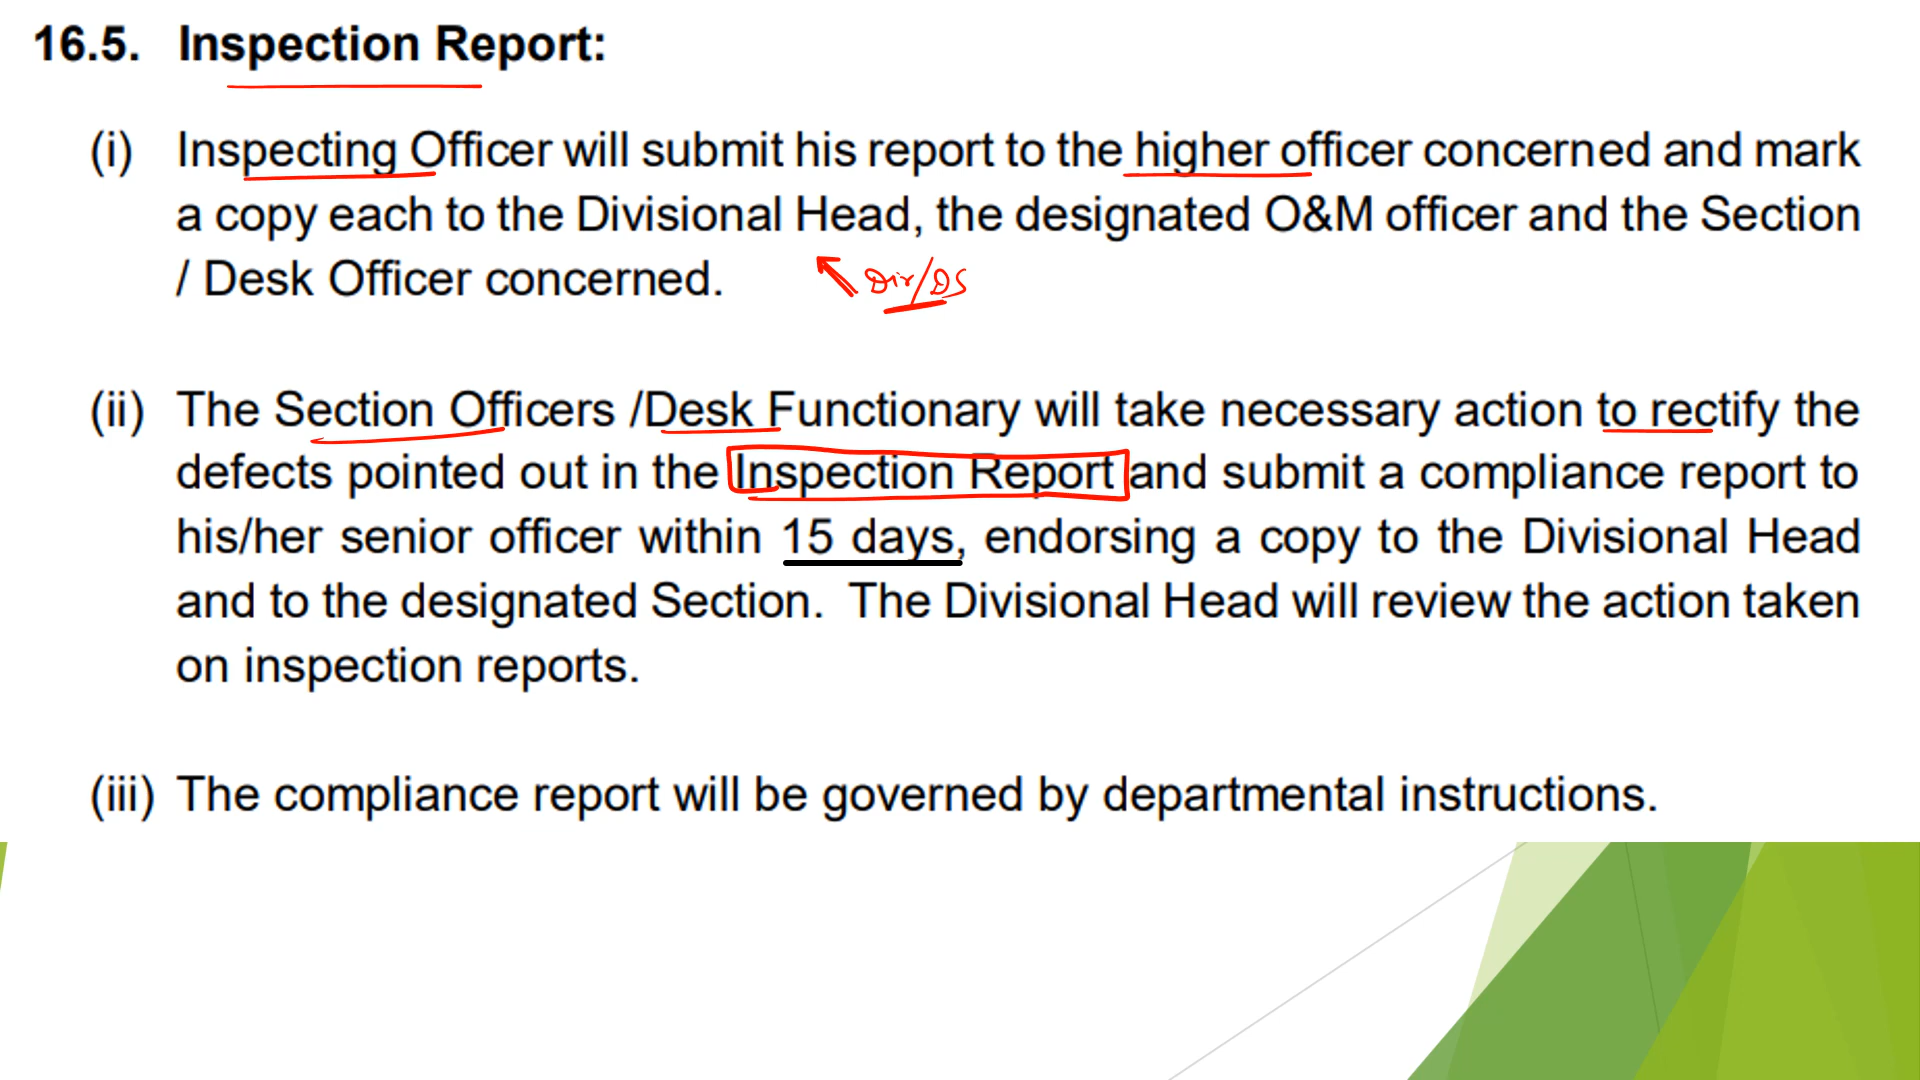 16.5. Inspection Report:
(i) Inspecting Officer will submit his report to the higher officer concerned and mark
a copy each to the Divisional Head, the designated O&M officer and the Section
/ Desk Officer concerned.
Dir/DS
(ii) The Section Officers /Desk Functionary will take necessary action to rectify the
defects pointed out in the Inspection Report and submit a compliance report to
his/her senior officer within 15 days, endorsing a copy to the Divisional Head
and to the designated Section. The Divisional Head will review the action taken
on inspection reports.
(iii) The compliance report will be governed by departmental instructions.